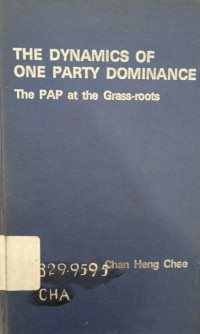 THE DYNAMICS OF
ONE PARTY DOMINANCE
The PAP at the Grass-roots
329.9595 Chan Heng Chee
CHA